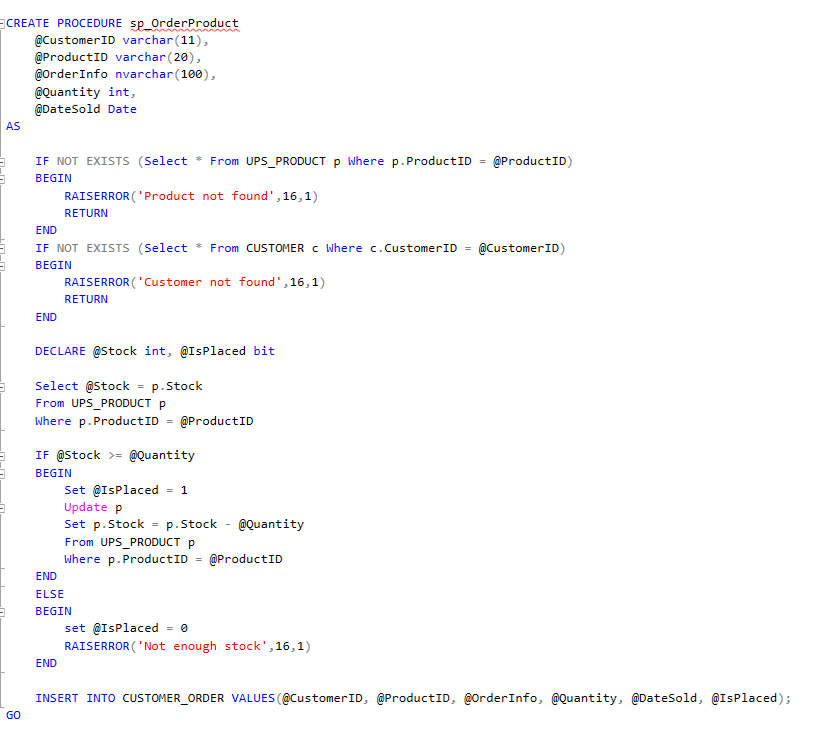 CREATE PROCEDURE sp_OrderProduct
@CustomerID varchar(11),
@ProductID varchar(20),
@OrderInfo nvarchar(100),
@Quantity int,
@DateSold Date
AS
IF NOT EXISTS (Select * From UPS_PRODUCT p Where p.ProductID = @ProductID)
BEGIN
RAISERROR('Product not found',16,1)
RETURN
END
IF NOT EXISTS (Select * From CUSTOMER c Where c.CustomerID = @CustomerID)
BEGIN
RAISERROR('Customer not found',16,1)
RETURN
END
DECLARE @Stock int, @IsPlaced bit
Select @Stock = p.Stock
From UPS_PRODUCT p
Where p.ProductID = @ProductID
IF @Stock >= @Quantity
BEGIN
Set @IsPlaced = 1
Update p
Set p.Stock = p.Stock - @Quantity
From UPS_PRODUCT p
Where p.ProductID = @ProductID
END
ELSE
BEGIN
set @IsPlaced = 0
RAISERROR('Not enough stock',16,1)
END
INSERT INTO CUSTOMER_ORDER VALUES(@CustomerID, @ProductID, @OrderInfo, @Quantity, @DateSold, @IsPlaced);
GO